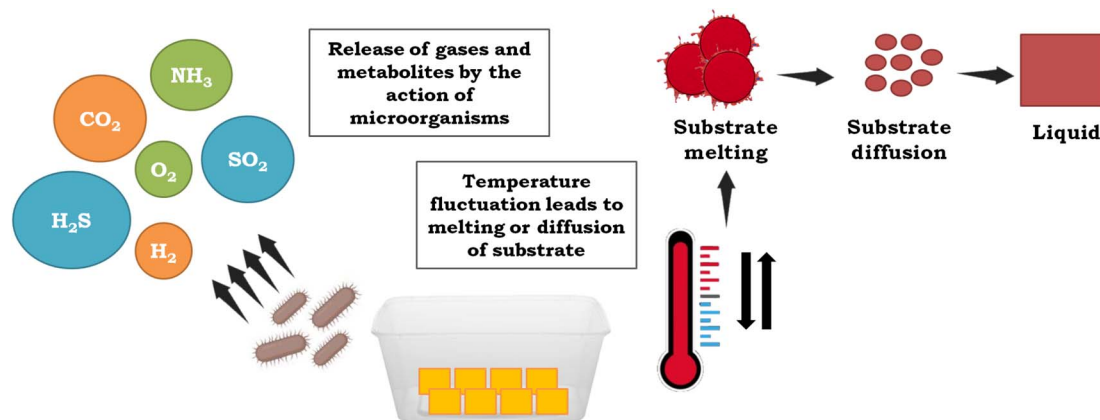 NH₃
CO₂
O₂
SO₂
H₂S
H₂
Release of gases and
metabolites by the
action of
microorganisms
Temperature
fluctuation leads to
melting or diffusion
of substrate
Substrate
melting
Substrate
diffusion
Liquid